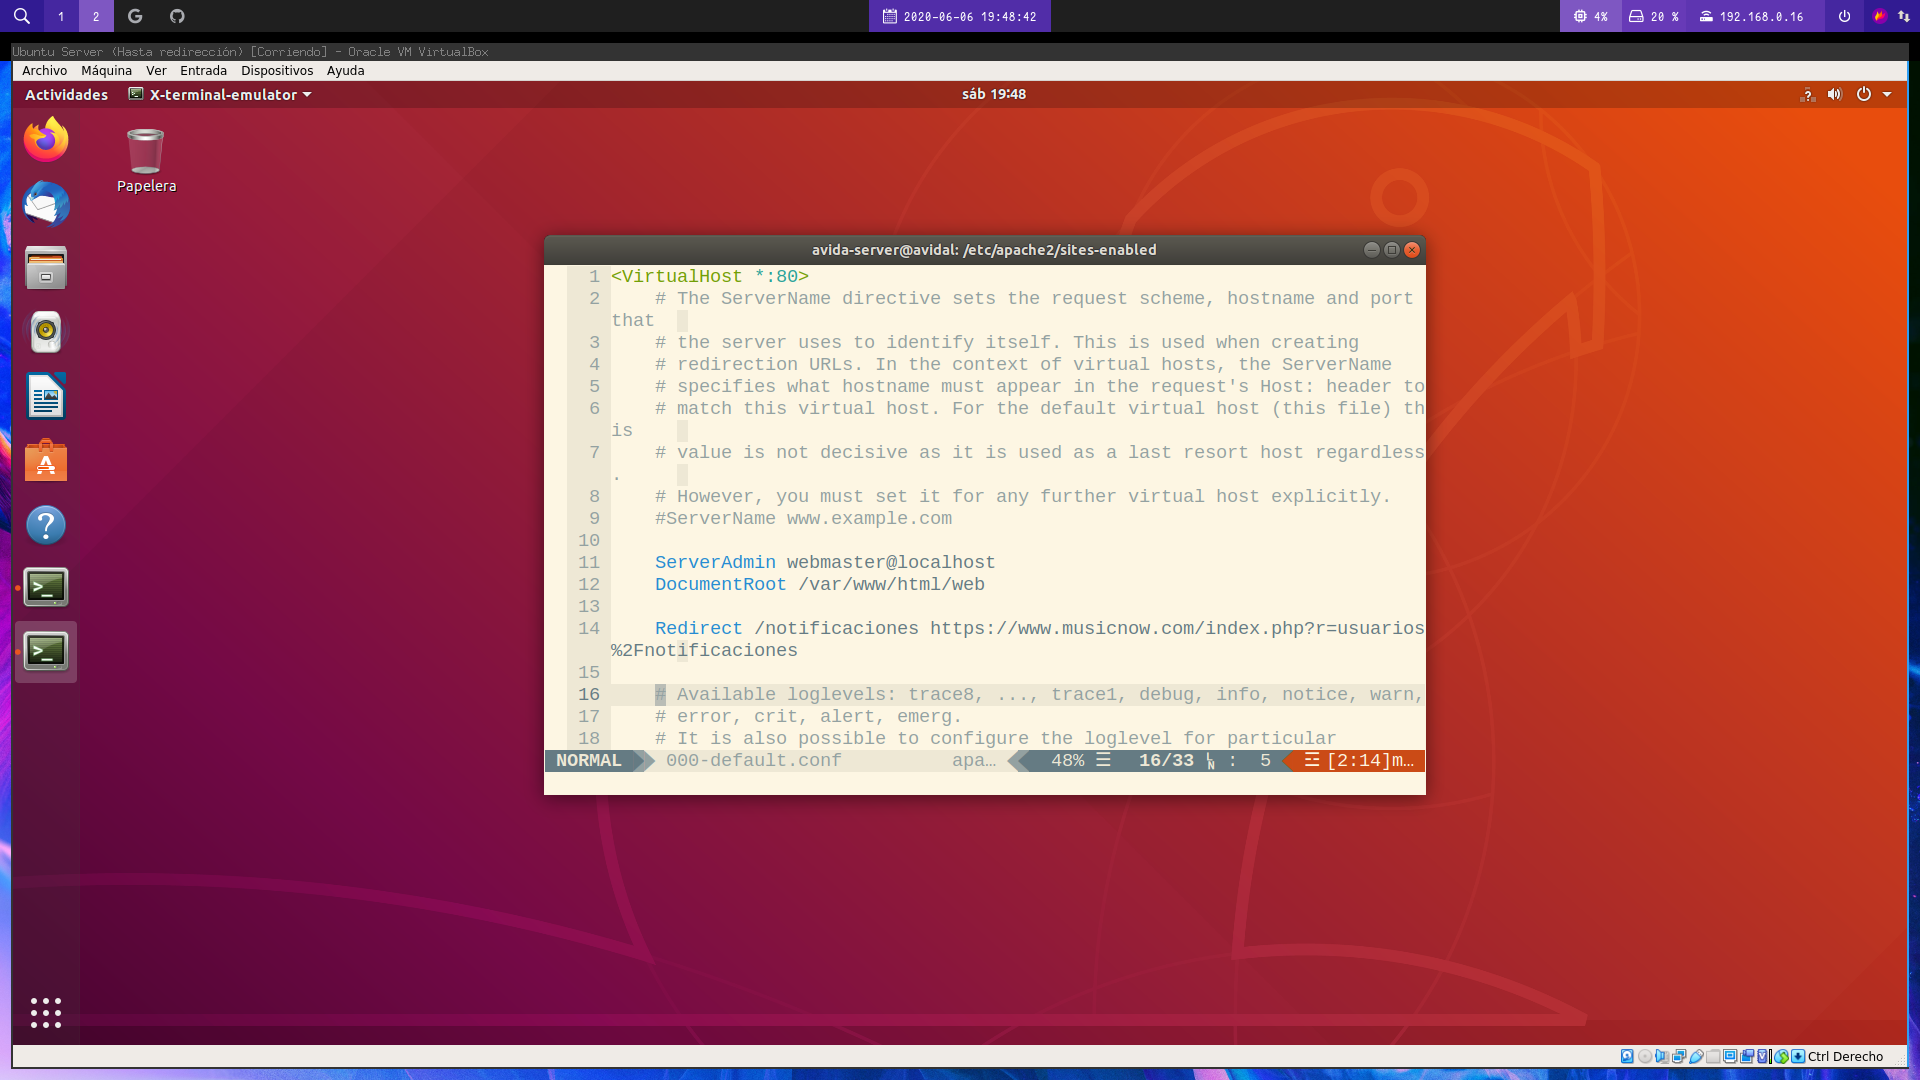 1
2
2020-06-06 19:48:42
4%
20 %
192.168.0.16
Ubuntu Server (Hasta redirección) [Corriendo] - Oracle VM VirtualBox
Archivo Máquina Ver Entrada Dispositivos Ayuda
Actividades X-terminal-emulator sáb 19:48
Papelera
avida-server@avidal: /etc/apache2/sites-enabled
1 <VirtualHost *:80>
2 # The ServerName directive sets the request scheme, hostname and port
that
3 # the server uses to identify itself. This is used when creating
4 # redirection URLs. In the context of virtual hosts, the ServerName
5 # specifies what hostname must appear in the request's Host: header to
6 # match this virtual host. For the default virtual host (this file) th
is
7 # value is not decisive as it is used as a last resort host regardless
.
8 # However, you must set it for any further virtual host explicitly.
9 #ServerName www.example.com
10
11 ServerAdmin webmaster@localhost
12 DocumentRoot /var/www/html/web
13
14 Redirect /notificaciones https://www.musicnow.com/index.php?r=usuarios
%2Fnotificaciones
15
16 # Available loglevels: trace8, ..., trace1, debug, info, notice, warn,
17 # error, crit, alert, emerg.
18 # It is also possible to configure the loglevel for particular
NORMAL 000-default.conf apa… 48% ☰ 16/33 ㏑ : 5 ☲ [2:14]m…
Ctrl Derecho